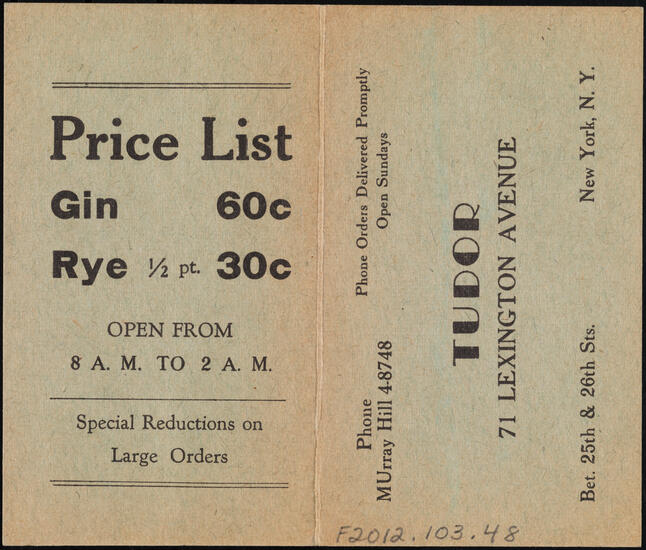 Price List
Gin 60c
Rye ½ pt. 30c
OPEN FROM
8 A. M. TO 2 A. M.
Special Reductions on
Large Orders
Phone Orders Delivered Promptly
Open Sundays
Phone
MUrray Hill 4-8748
TUDOR
71 LEXINGTON AVENUE
Bet. 25th & 26th Sts. New York, N. Y.
F2012.103.48